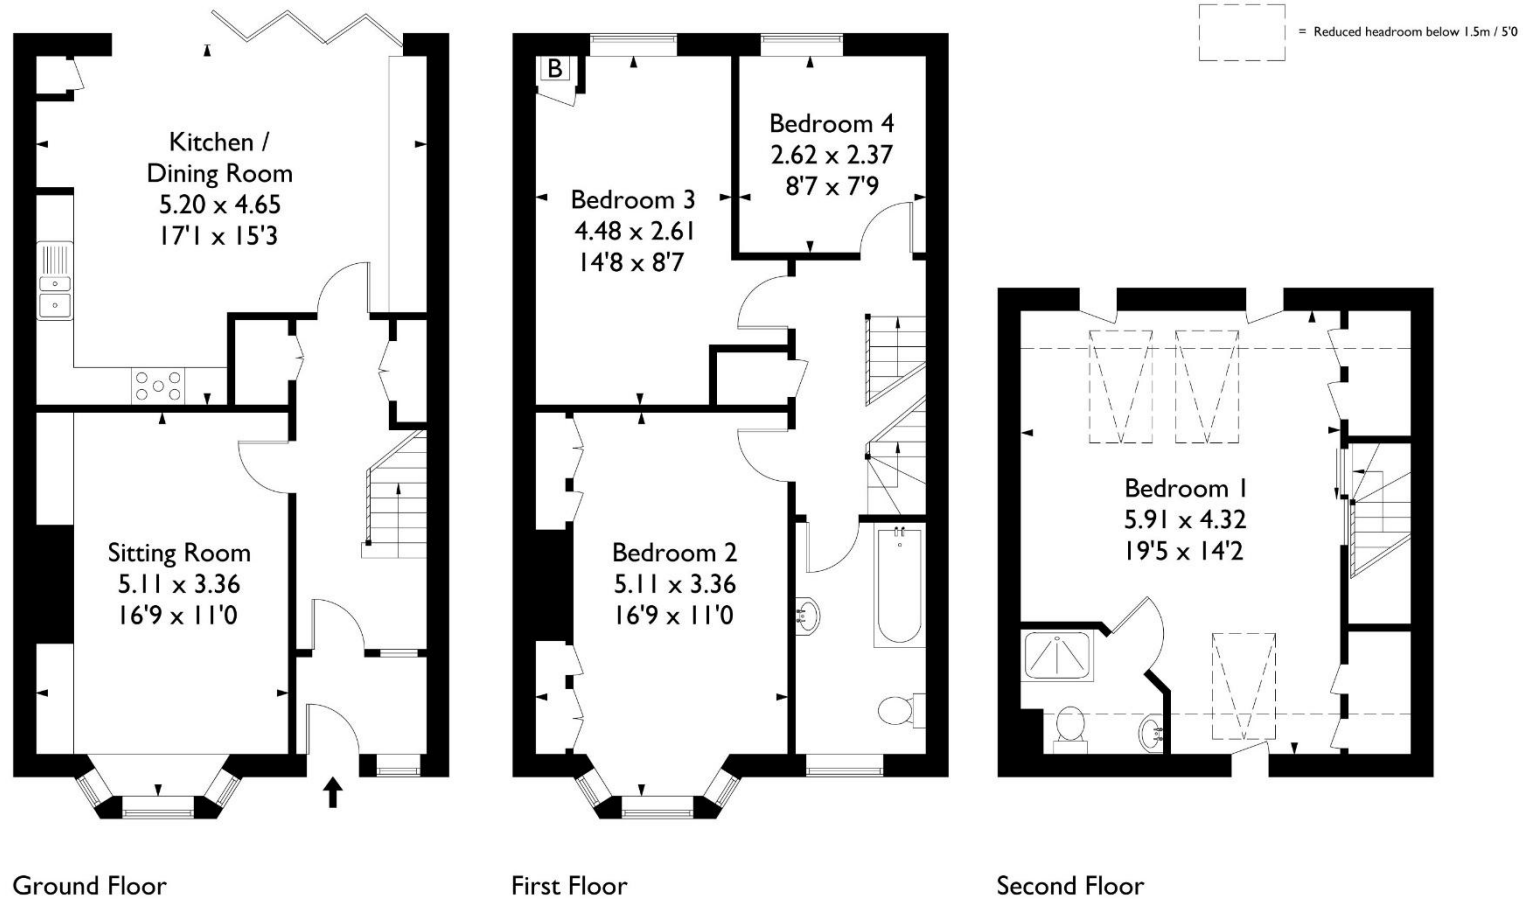 = Reduced headroom below 1.5m / 5'0
Kitchen /
Dining Room
5.20 x 4.65
17'1 x 15'3
Sitting Room
5.11 x 3.36
16'9 x 11'0
Ground Floor
B
Bedroom 3
4.48 x 2.61
14'8 x 8'7
Bedroom 4
2.62 x 2.37
8'7 x 7'9
Bedroom 2
5.11 x 3.36
16'9 x 11'0
First Floor
Bedroom 1
5.91 x 4.32
19'5 x 14'2
Second Floor